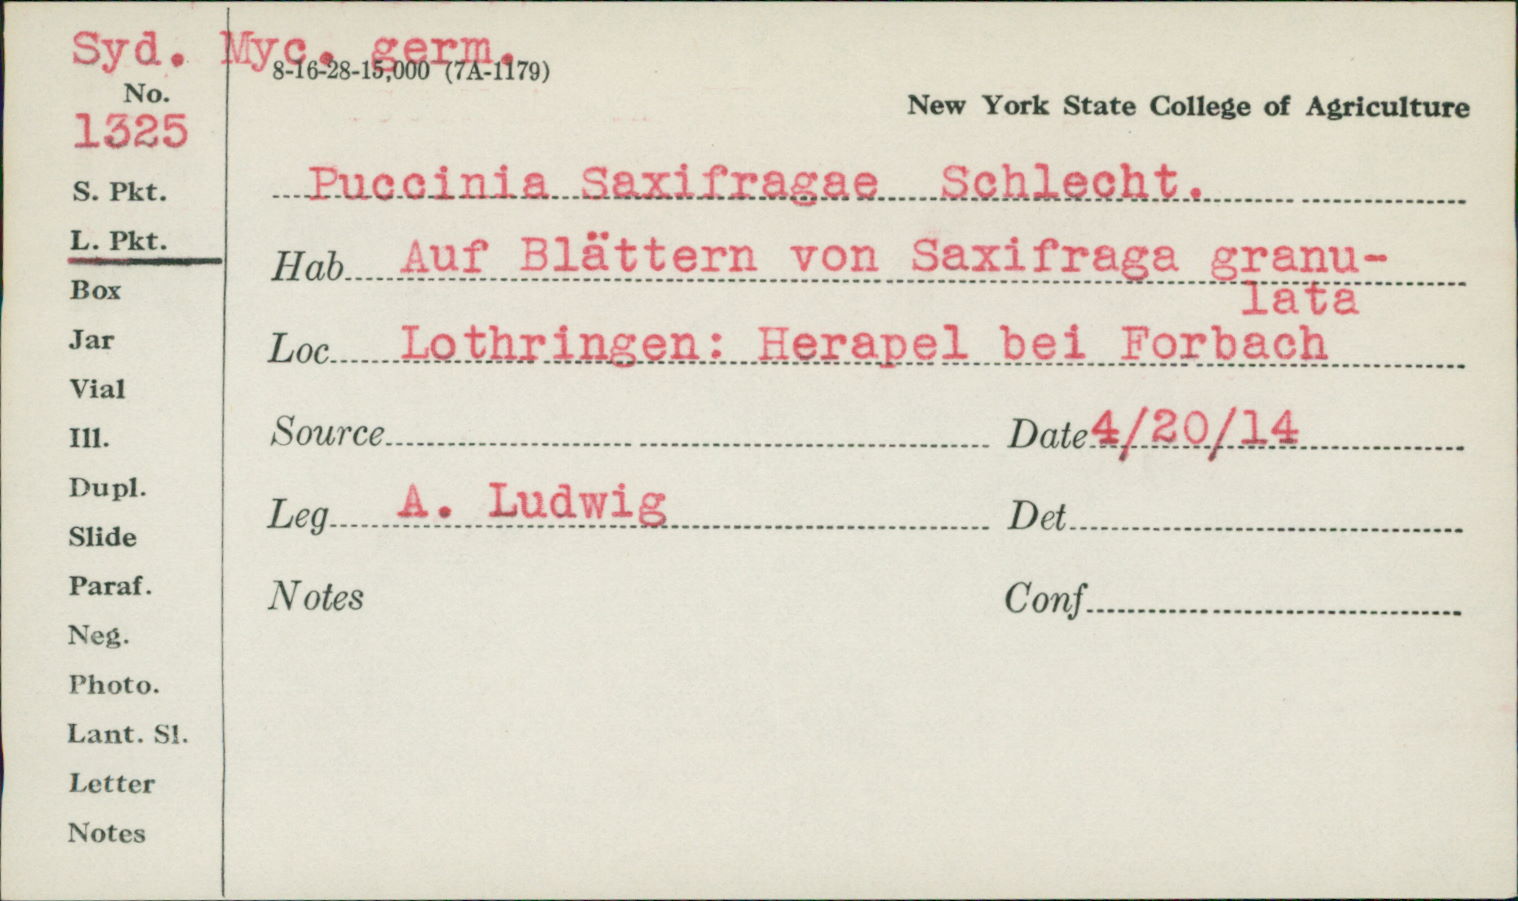 Syd. Myc. germ.
8-16-28-15,000 (7A-1179)
No.
1325
New York State College of Agriculture
S. Pkt.
Puccinia Saxifragae Schlecht.
L. Pkt.
Hab. Auf Blättern von Saxifraga granu-
lata
Box
Jar
Loc. Lothringen: Herapel bei Forbach
Vial
Ill.
Source Date 4/20/14
Dupl.
Leg. A. Ludwig Det.
Slide
Paraf.
Notes Conf.
Neg.
Photo.
Lant. Sl.
Letter
Notes